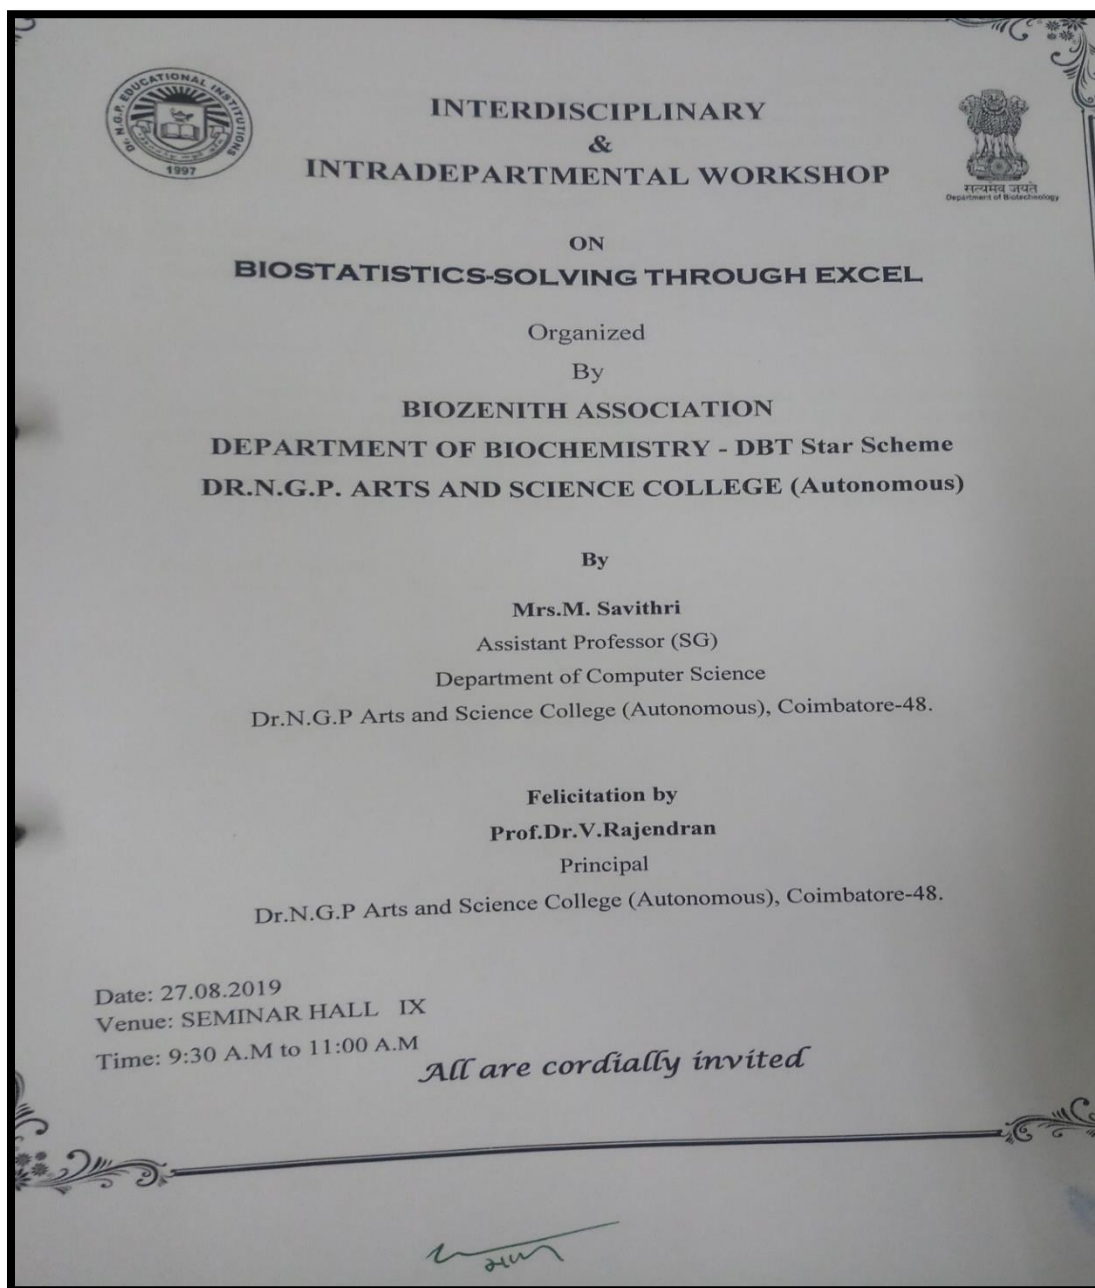 Dr. N.G.P. EDUCATIONAL INSTITUTIONS
1997
INTERDISCIPLINARY
&
INTRADEPARTMENTAL WORKSHOP
सत्यमेव जयते
Department of Biotechnology
ON
BIOSTATISTICS-SOLVING THROUGH EXCEL
Organized
By
BIOZENITH ASSOCIATION
DEPARTMENT OF BIOCHEMISTRY - DBT Star Scheme
DR.N.G.P. ARTS AND SCIENCE COLLEGE (Autonomous)
By
Mrs.M. Savithri
Assistant Professor (SG)
Department of Computer Science
Dr.N.G.P Arts and Science College (Autonomous), Coimbatore-48.
Felicitation by
Prof.Dr.V.Rajendran
Principal
Dr.N.G.P Arts and Science College (Autonomous), Coimbatore-48.
Date: 27.08.2019
Venue: SEMINAR HALL IX
Time: 9:30 A.M to 11:00 A.M
All are cordially invited